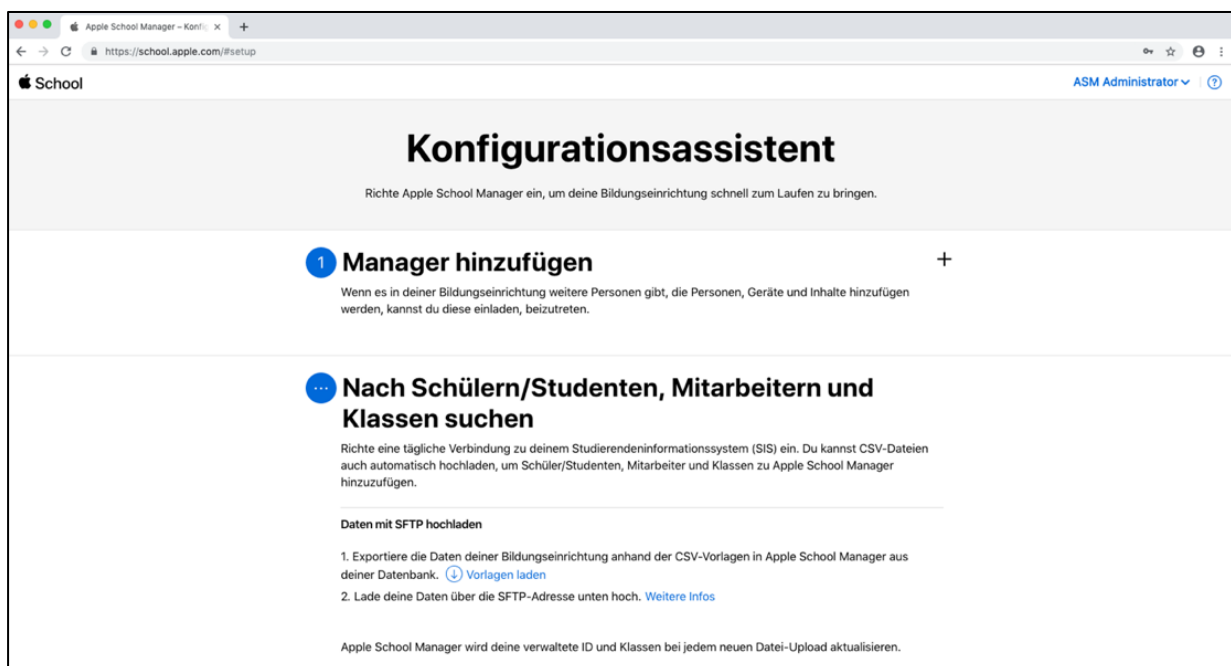 Apple School Manager – Konfig
https://school.apple.com/#setup
School
ASM Administrator
Konfigurationsassistent
Richte Apple School Manager ein, um deine Bildungseinrichtung schnell zum Laufen zu bringen.
1 Manager hinzufügen
Wenn es in deiner Bildungseinrichtung weitere Personen gibt, die Personen, Geräte und Inhalte hinzufügen
werden, kannst du diese einladen, beizutreten.
Nach Schülern/Studenten, Mitarbeitern und
Klassen suchen
Richte eine tägliche Verbindung zu deinem Studierendeninformationssystem (SIS) ein. Du kannst CSV-Dateien
auch automatisch hochladen, um Schüler/Studenten, Mitarbeiter und Klassen zu Apple School Manager
hinzuzufügen.
Daten mit SFTP hochladen
1. Exportiere die Daten deiner Bildungseinrichtung anhand der CSV-Vorlagen in Apple School Manager aus
deiner Datenbank. Vorlagen laden
2. Lade deine Daten über die SFTP-Adresse unten hoch. Weitere Infos
Apple School Manager wird deine verwaltete ID und Klassen bei jedem neuen Datei-Upload aktualisieren.